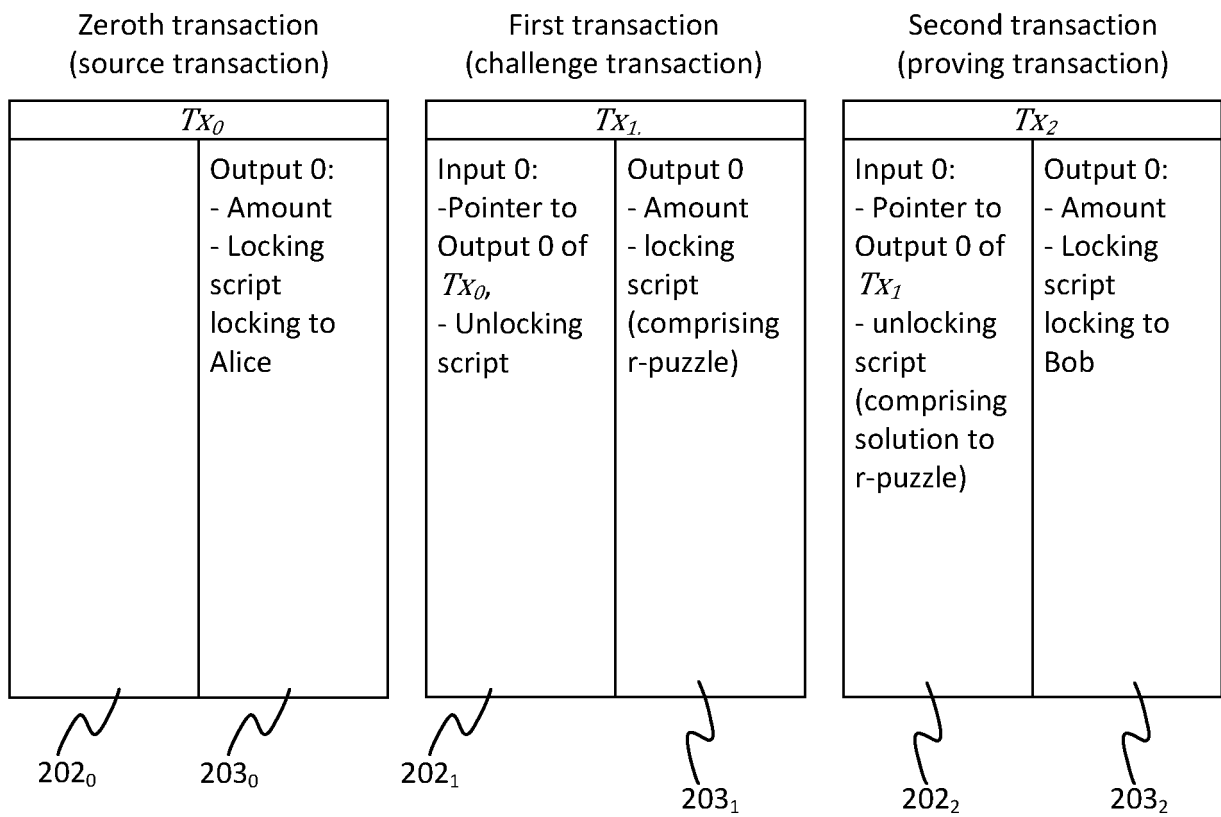 Zeroth transaction
(source transaction)
First transaction
(challenge transaction)
Second transaction
(proving transaction)
Tx0
Output 0:
- Amount
- Locking
script
locking to
Alice
Tx1.
Input 0:
-Pointer to
Output 0 of
Tx0,
- Unlocking
script
Output 0
- Amount
- locking
script
(comprising
r-puzzle)
Tx2
Input 0:
- Pointer to
Output 0 of
Tx1
- unlocking
script
(comprising
solution to
r-puzzle)
Output 0:
- Amount
- Locking
script
locking to
Bob
2020
2030
2021
2031
2022
2032